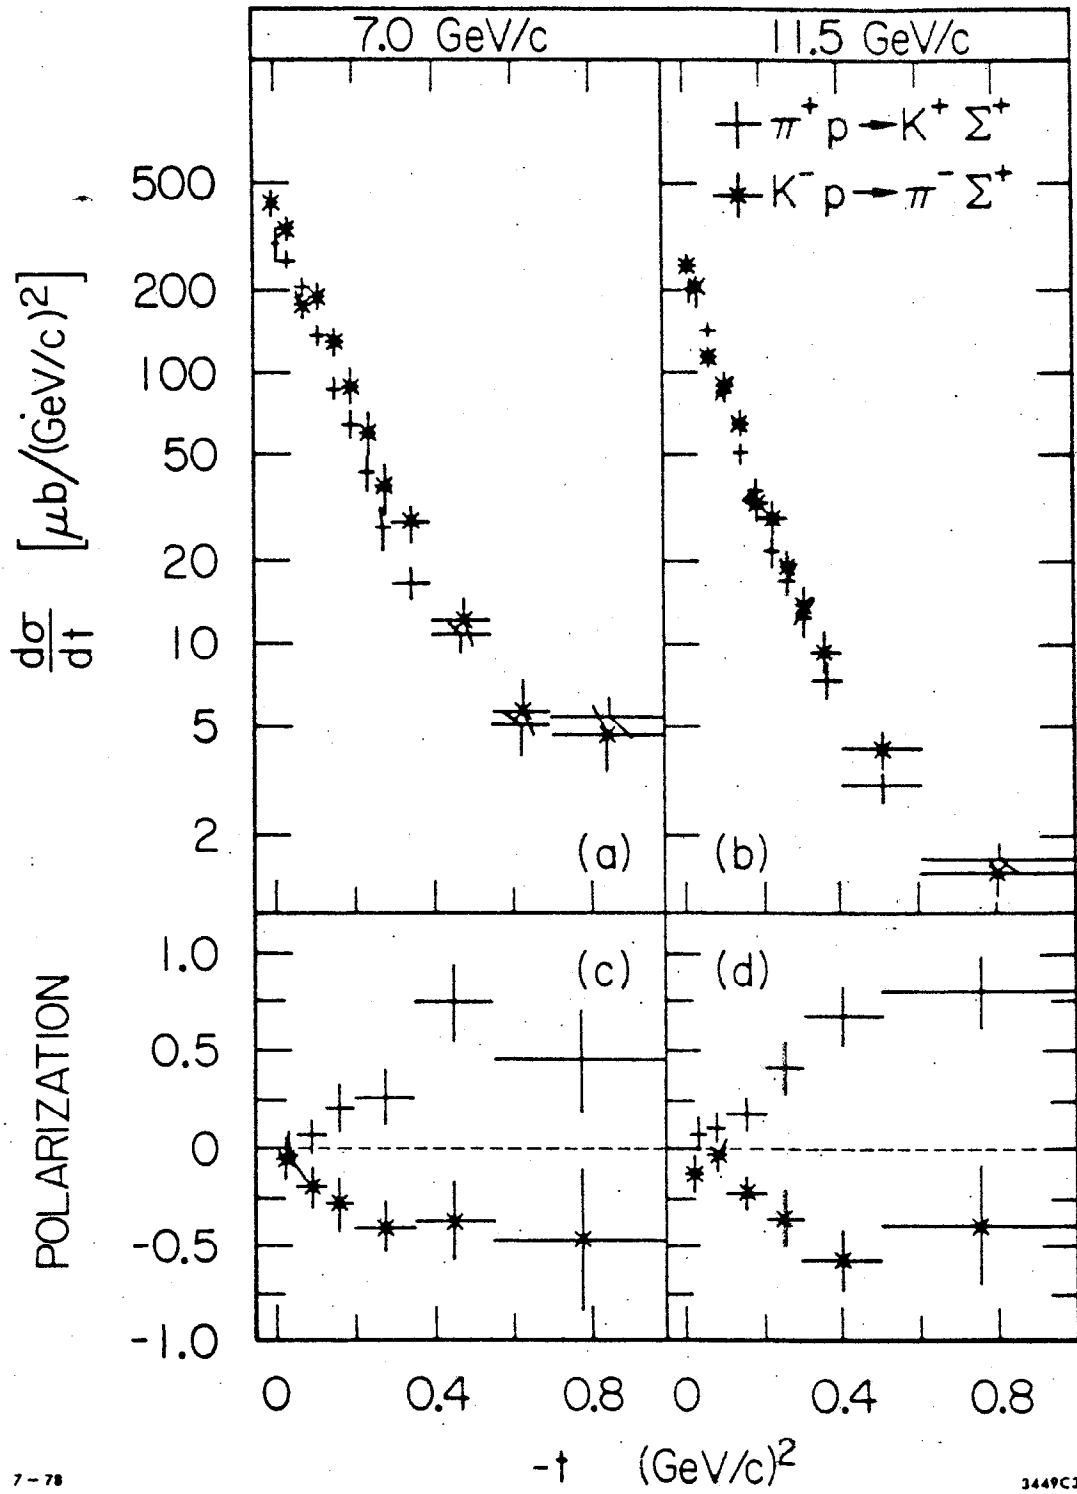 7.0 GeV/c 11.5 GeV/c
π⁺ p → K⁺ Σ⁺
K⁻ p → π⁻ Σ⁺
dσ/dt [μb/(GeV/c)²]
500
200
100
50
20
10
5
2
(a) (b)
POLARIZATION
1.0
0.5
0
-0.5
-1.0
(c) (d)
0 0.4 0.8 0 0.4 0.8
-t (GeV/c)²
7-78 3449C3